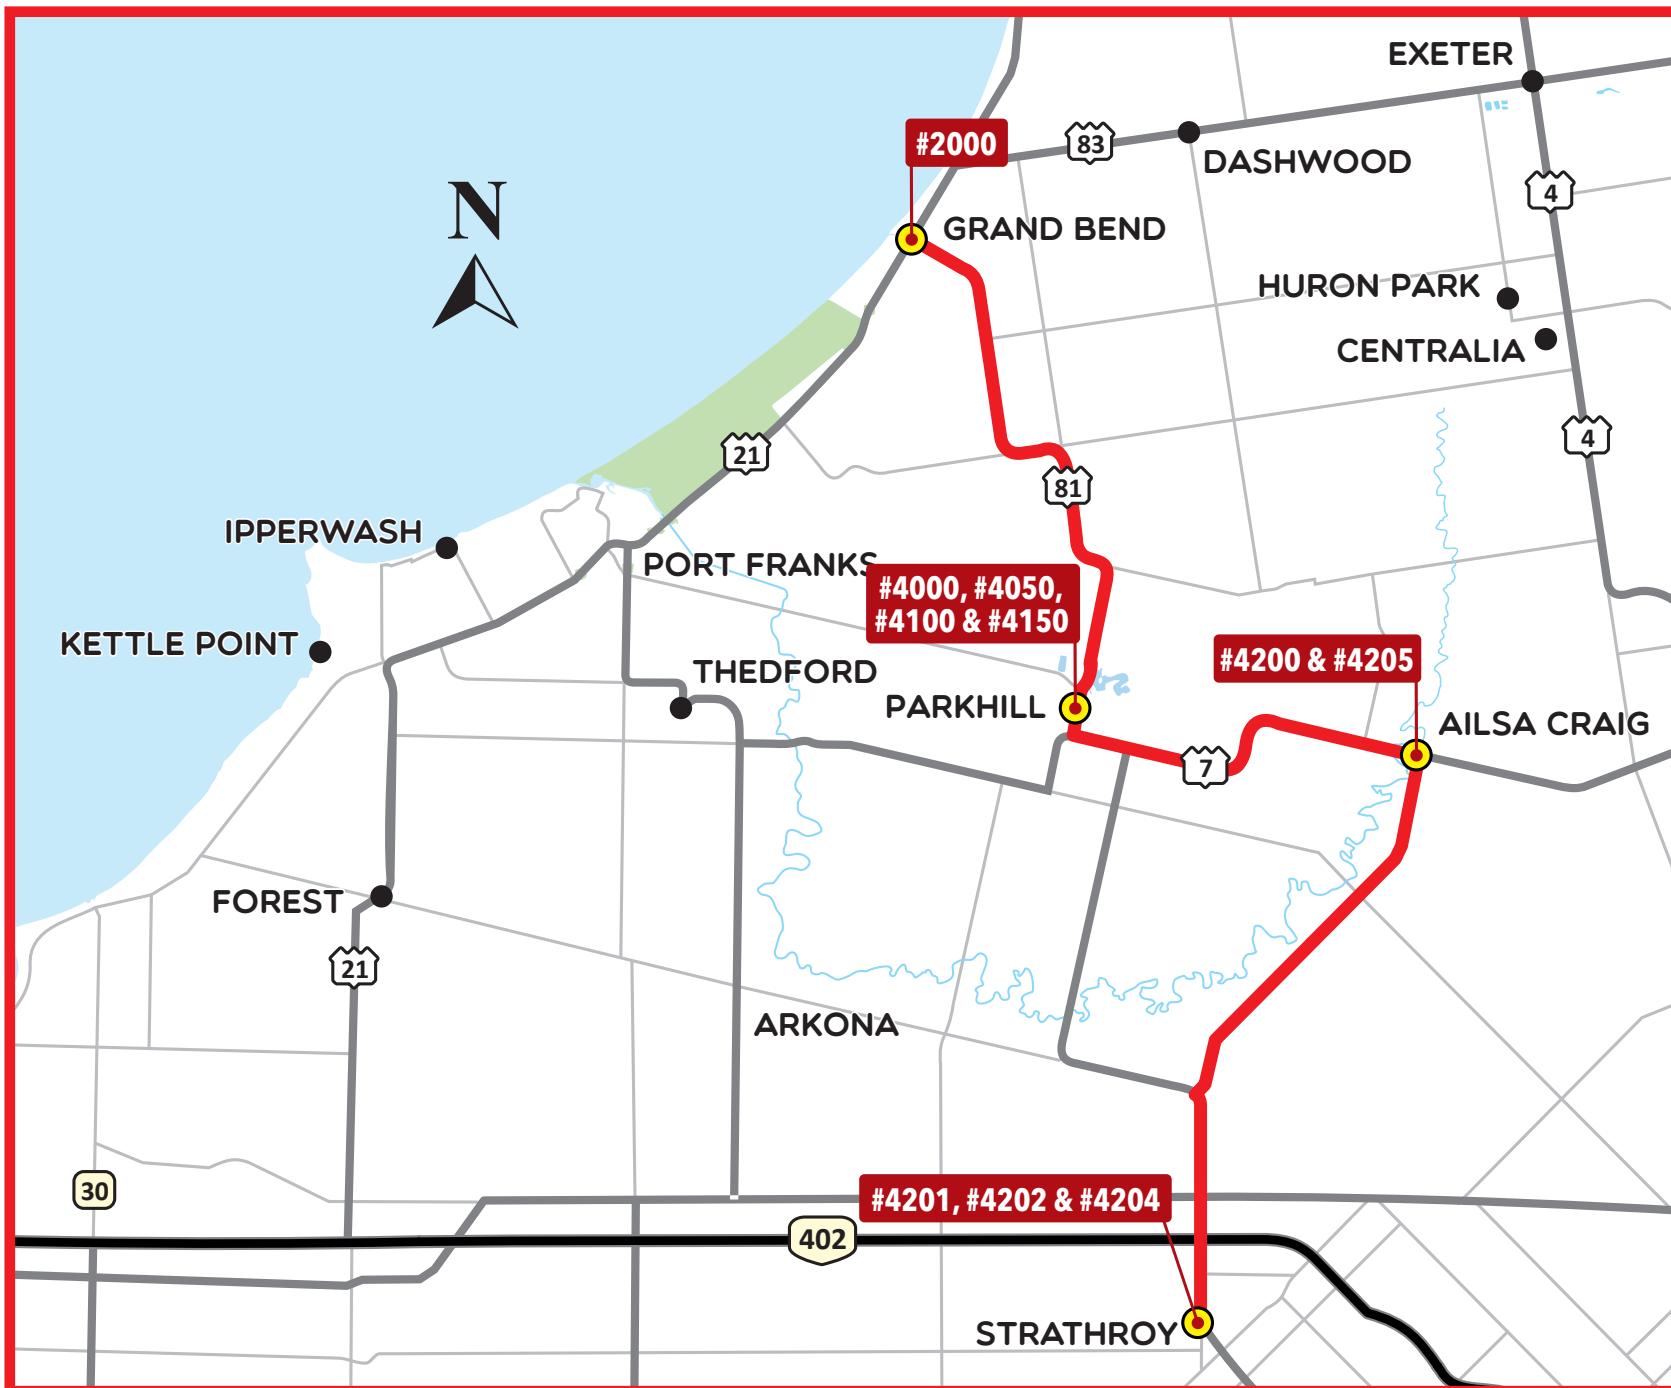 EXETER
#2000
83
DASHWOOD
N
4
GRAND BEND
HURON PARK
CENTRALIA
21
4
81
IPPERWASH
PORT FRANKS
#4000, #4050,
#4100 & #4150
KETTLE POINT
#4200 & #4205
THEDFORD
PARKHILL
AILSA CRAIG
7
FOREST
21
ARKONA
30
#4201, #4202 & #4204
402
STRATHROY